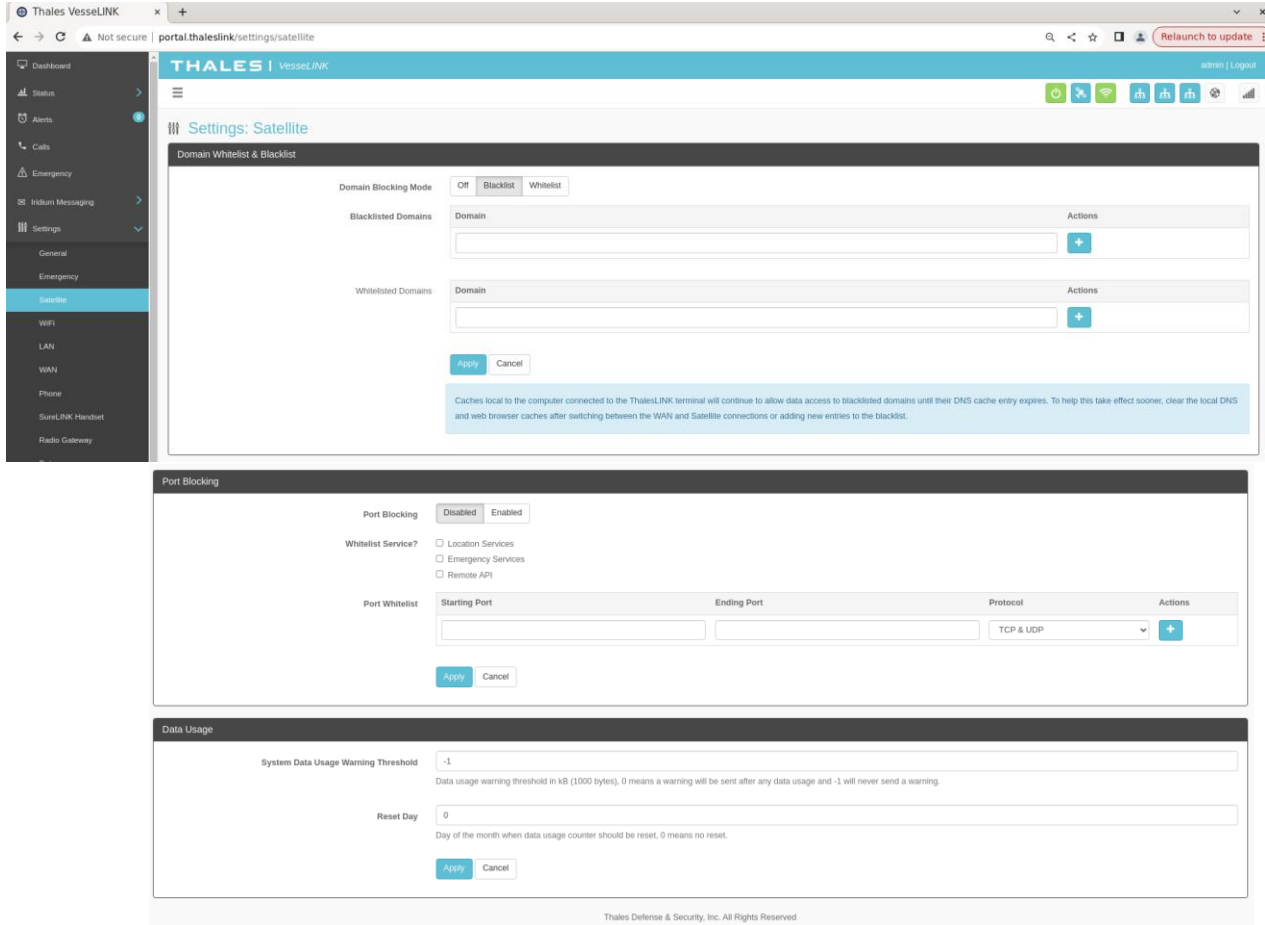 Thales VesseLINK
Not secure | portal.thaleslink/settings/satellite
Relaunch to update
THALES | VesseLINK
admin | Logout
Dashboard
Status
Alerts 0
Calls
Emergency
Iridium Messaging
Settings
General
Emergency
Satellite
WiFi
LAN
WAN
Phone
SureLINK Handset
Radio Gateway
Settings: Satellite
Domain Whitelist & Blacklist
Domain Blocking Mode Off Blacklist Whitelist
Blacklisted Domains Domain Actions
Whitelisted Domains Domain Actions
Apply Cancel
Caches local to the computer connected to the ThalesLINK terminal will continue to allow data access to blacklisted domains until their DNS cache entry expires. To help this take effect sooner, clear the local DNS
and web browser caches after switching between the WAN and Satellite connections or adding new entries to the blacklist.
Port Blocking
Port Blocking Disabled Enabled
Whitelist Service? Location Services
Emergency Services
Remote API
Port Whitelist Starting Port Ending Port Protocol Actions
TCP & UDP
Apply Cancel
Data Usage
System Data Usage Warning Threshold -1
Data usage warning threshold in kB (1000 bytes), 0 means a warning will be sent after any data usage and -1 will never send a warning.
Reset Day 0
Day of the month when data usage counter should be reset, 0 means no reset.
Apply Cancel
Thales Defense & Security, Inc. All Rights Reserved